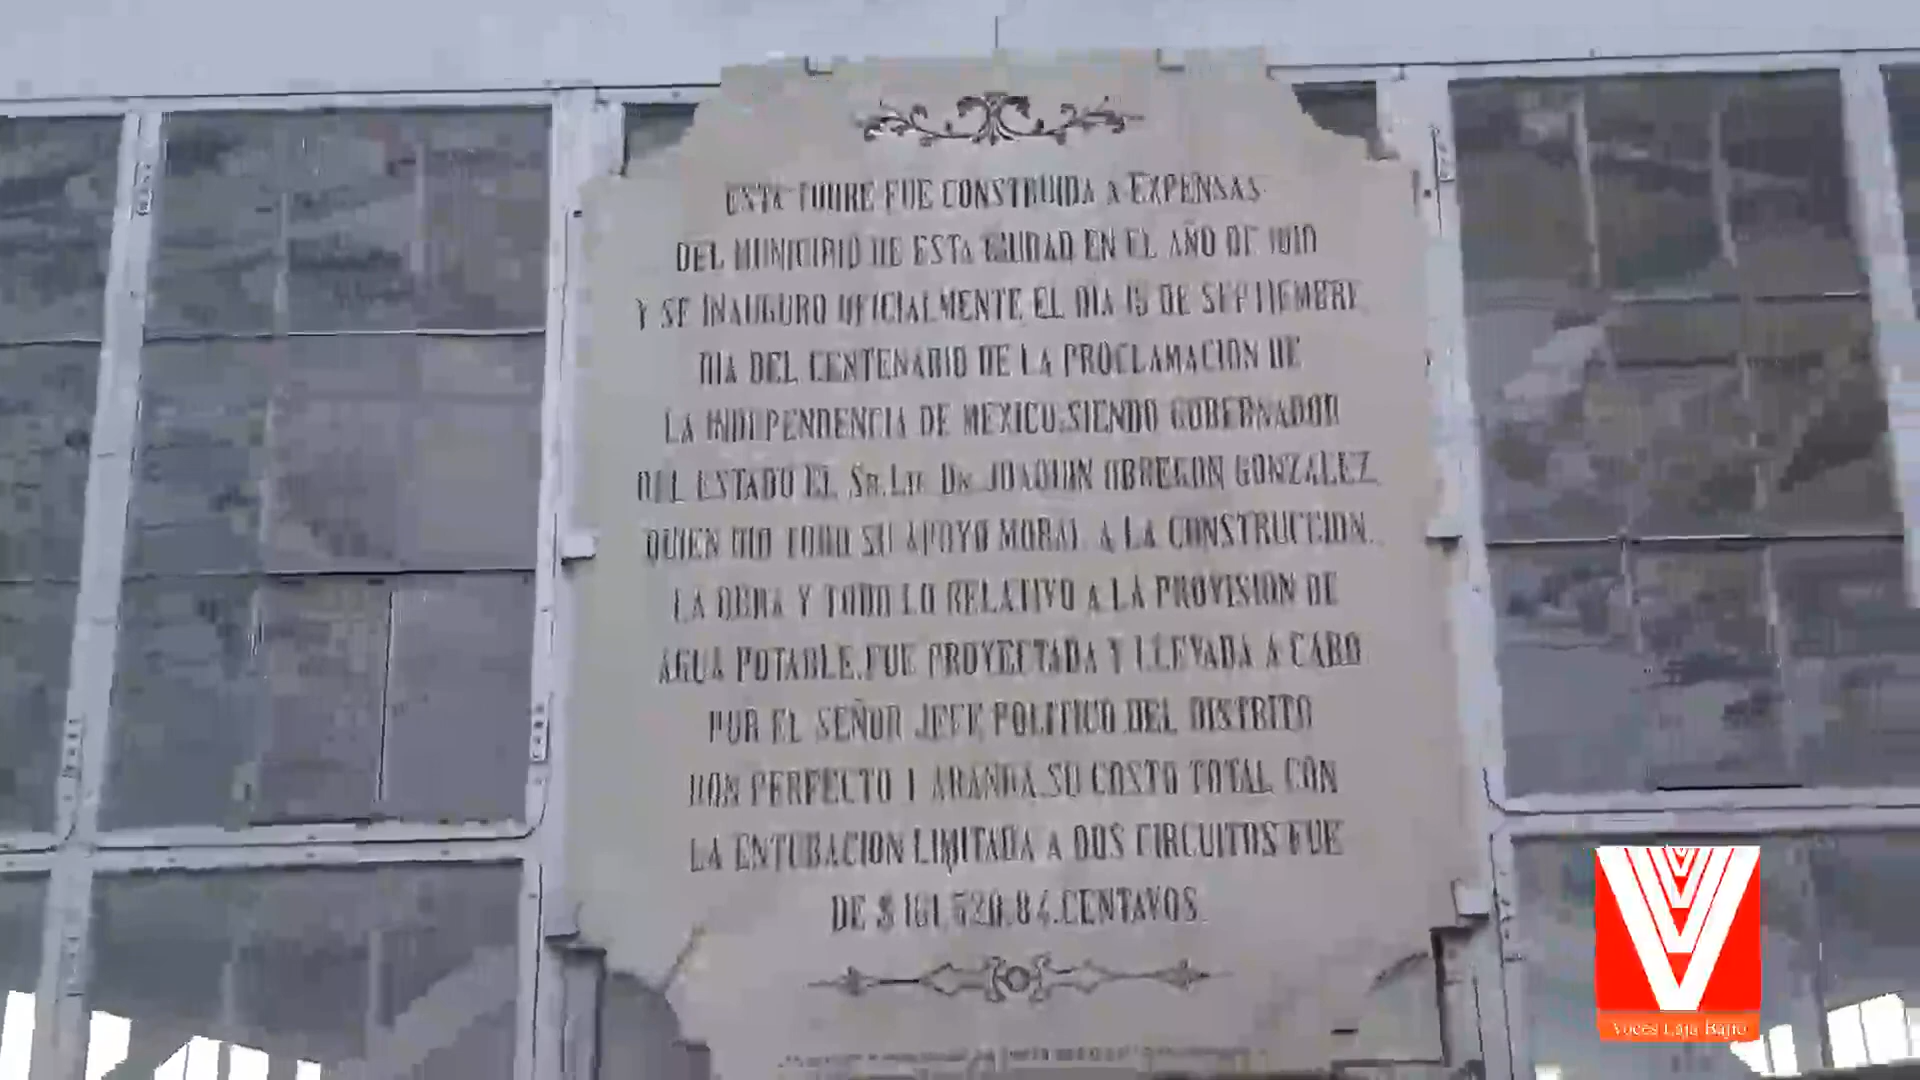 ESTA TORRE FUE CONSTRUIDA A EXPENSAS
DEL MUNICIPIO DE ESTA CIUDAD EN EL AÑO DE 1910
Y SE INAUGURO OFICIALMENTE EL DIA 15 DE SEPTIEMBRE
DIA DEL CENTENARIO DE LA PROCLAMACION DE
LA INDEPENDENCIA DE MEXICO, SIENDO GOBERNADOR
DEL ESTADO EL SR. LIC. DN. JOAQUIN OBREGON GONZALEZ
QUIEN DIO TODO SU APOYO MORAL A LA CONSTRUCCION.
LA OBRA Y TODO LO RELATIVO A LA PROVISION DE
AGUA POTABLE, FUE PROYECTADA Y LLEVADA A CABO
POR EL SEÑOR JEFE POLITICO DEL DISTRITO
DON PERFECTO I ARANDA, SU COSTO TOTAL CON
LA ENTUBACION LIMITADA A DOS CIRCUITOS FUE
DE $ 84. CENTAVOS.
Voces Laja Bajío